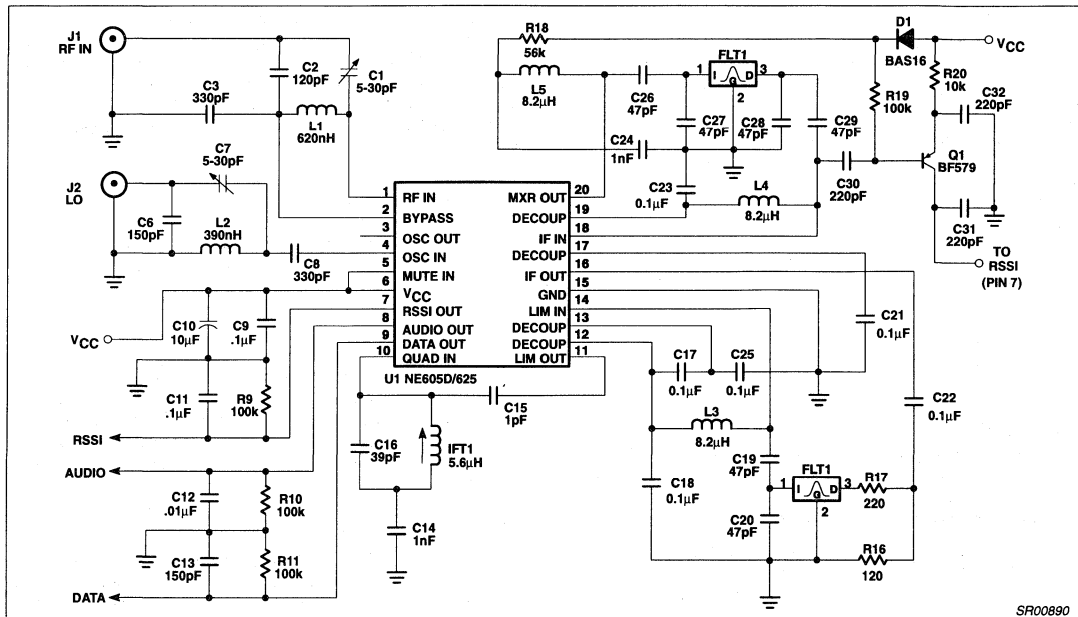 J1
RF IN
C3
330pF
C2
120pF
C1
5-30pF
L1
620nH
J2
LO
C7
5-30pF
C6
150pF
L2
390nH
C8
330pF
VCC
C10
10µF
C9
.1µF
C11
.1µF
R9
100k
RSSI
AUDIO
C12
.01µF
R10
100k
C13
150pF
R11
100k
DATA
1 RF IN
2 BYPASS
3 OSC OUT
4 OSC IN
5 MUTE IN
6 VCC
7 RSSI OUT
8 AUDIO OUT
9 DATA OUT
10 QUAD IN
MXR OUT 20
DECOUP 19
IF IN 18
DECOUP 17
IF OUT 16
GND 15
LIM IN 14
DECOUP 13
DECOUP 12
LIM OUT 11
U1 NE605D/625
C15
1pF
C16
39pF
IFT1
5.6µH
C14
1nF
R18
56k
L5
8.2µH
C26
47pF
FLT1
1 I G D 3
2
C27
47pF
C28
47pF
C29
47pF
C24
1nF
C23
0.1µF
L4
8.2µH
C30
220pF
D1
BAS16
VCC
R19
100k
R20
10k
C32
220pF
Q1
BF579
C31
220pF
TO
RSSI
(PIN 7)
C21
0.1µF
C17
0.1µF
C25
0.1µF
C22
0.1µF
L3
8.2µH
C18
0.1µF
C19
47pF
C20
47pF
FLT1
1 I G D 3
2
R17
220
R16
120
SR00890